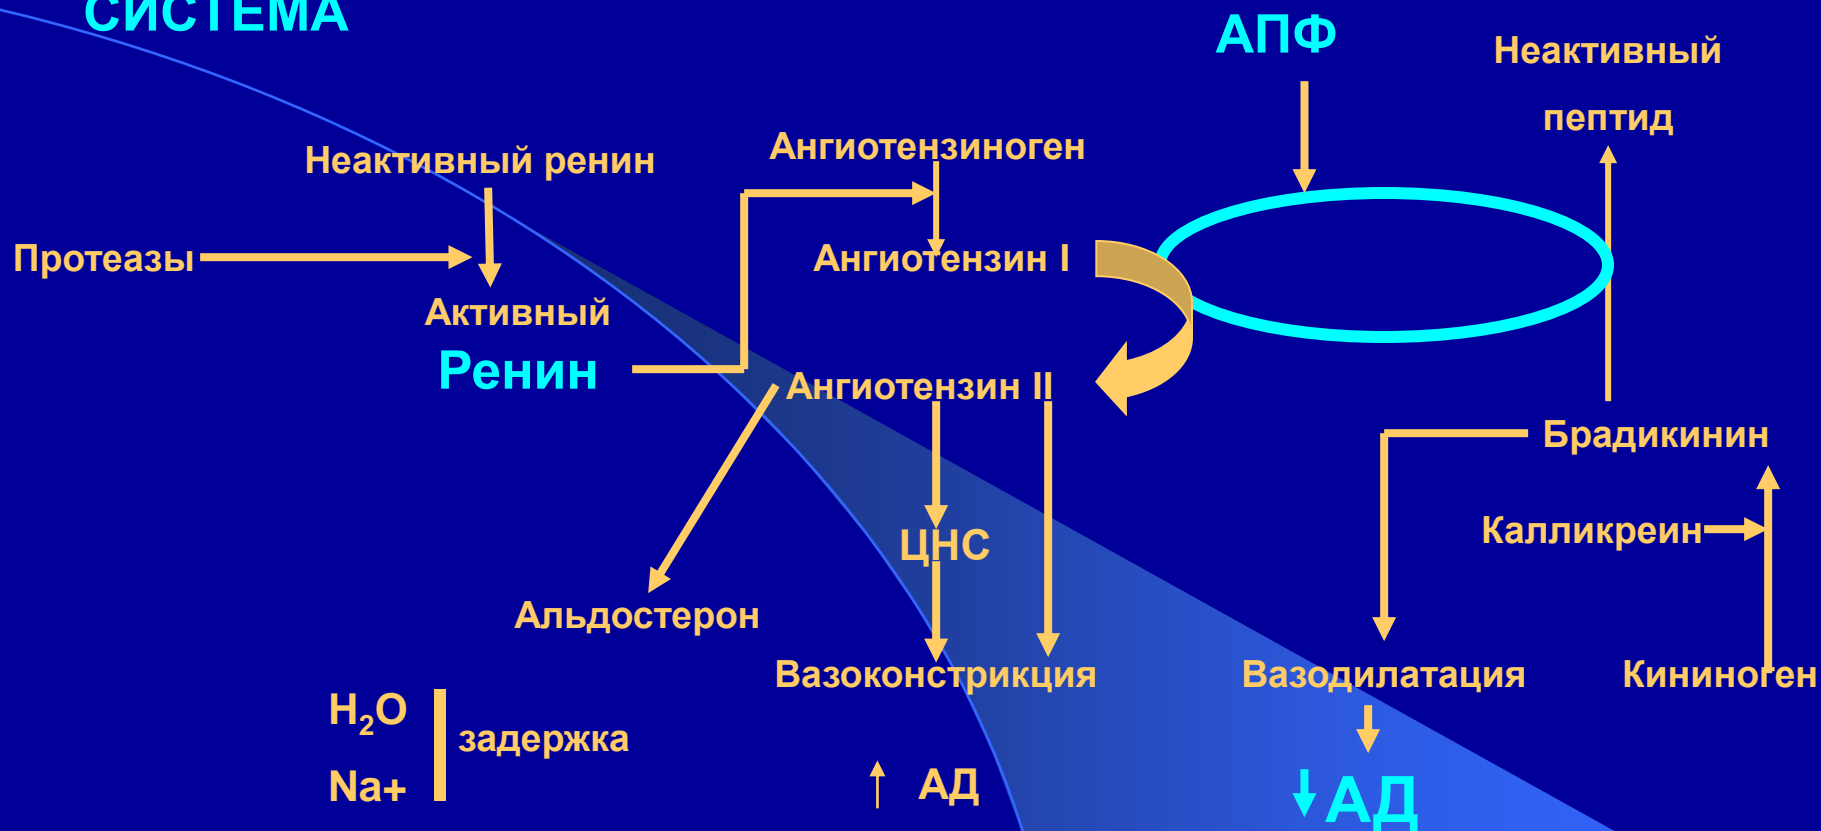 СИСТЕМА
АПФ
Неактивный
пептид
Неактивный ренин
Ангиотензиноген
Протеазы
Ангиотензин I
Активный
Ренин
Ангиотензин II
Брадикинин
Калликреин
ЦНС
Альдостерон
Вазоконстрикция
Вазодилатация
Кининоген
H₂O
задержка
Na+
АД
АД